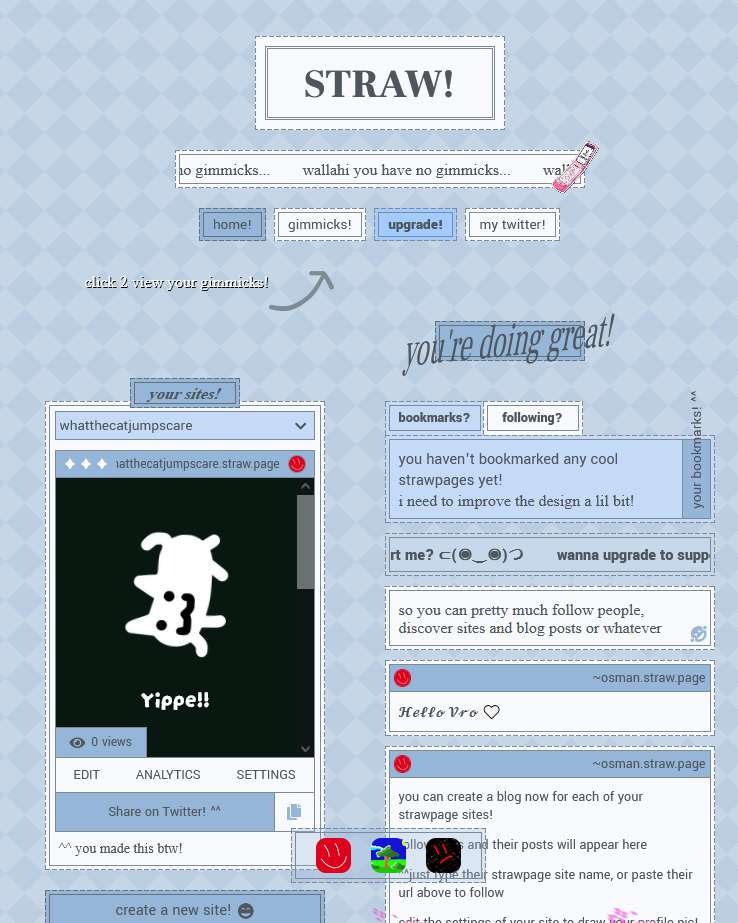 STRAW!
no gimmicks... wallahi you have no gimmicks... wal
home! gimmicks! upgrade! my twitter!
click 2 view your gimmicks!
you're doing great!
your sites!
whatthecatjumpscare
hatthecatjumpscare.straw.page
Yippe!!
0 views
EDIT ANALYTICS SETTINGS
Share on Twitter! ^^
^^ you made this btw!
create a new site!
bookmarks? following?
you haven't bookmarked any cool
strawpages yet!
i need to improve the design a lil bit!
your bookmarks! ^^
rt me? ⊂(◉‿◉)つ wanna upgrade to supp
so you can pretty much follow people,
discover sites and blog posts or whatever
~osman.straw.page
𝓗𝓮𝓵𝓵𝓸 𝓥𝓻𝓸 ♡
~osman.straw.page
you can create a blog now for each of your
strawpage sites!
and their posts will appear here
^^just type their strawpage site name, or paste their
url above to follow
edit the settings of your site to draw your profile pic!